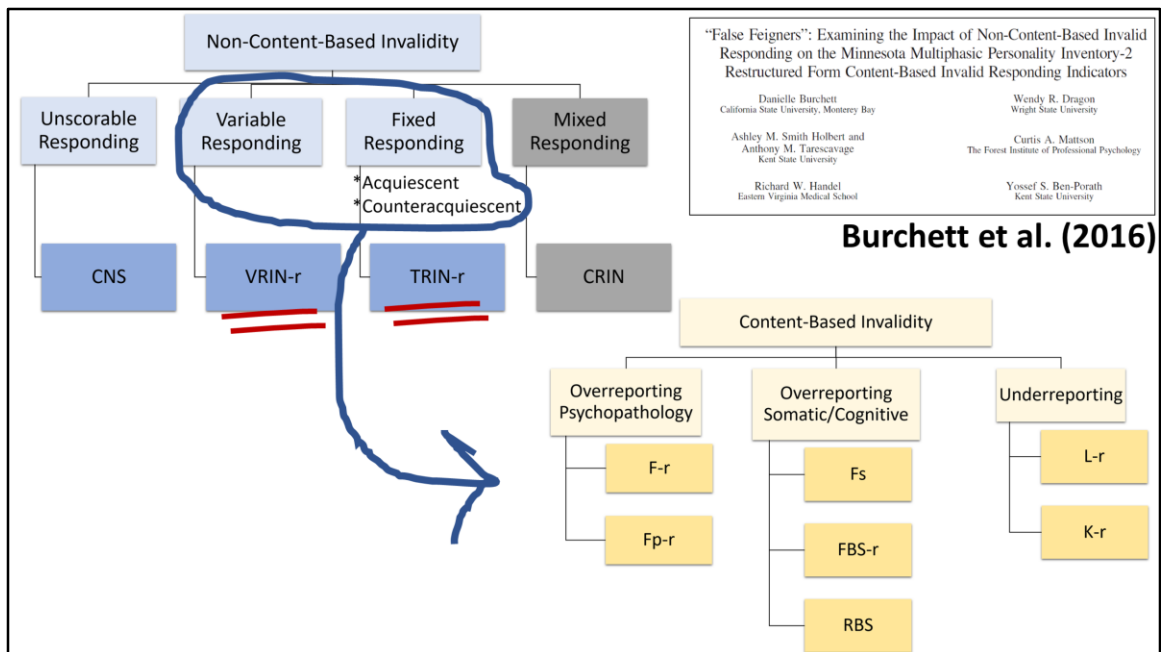 Non-Content-Based Invalidity
Unscorable
Responding
Variable
Responding
Fixed
Responding
Mixed
Responding
*Acquiescent
*Counteracquiescent
CNS
VRIN-r
TRIN-r
CRIN
“False Feigners”: Examining the Impact of Non-Content-Based Invalid
Responding on the Minnesota Multiphasic Personality Inventory-2
Restructured Form Content-Based Invalid Responding Indicators
Danielle Burchett
California State University, Monterey Bay
Wendy R. Dragon
Wright State University
Ashley M. Smith Holbert and
Anthony M. Tarescavage
Kent State University
Curtis A. Mattson
The Forest Institute of Professional Psychology
Richard W. Handel
Eastern Virginia Medical School
Yossef S. Ben-Porath
Kent State University
Burchett et al. (2016)
Content-Based Invalidity
Overreporting
Psychopathology
Overreporting
Somatic/Cognitive
Underreporting
F-r
Fp-r
Fs
FBS-r
RBS
L-r
K-r